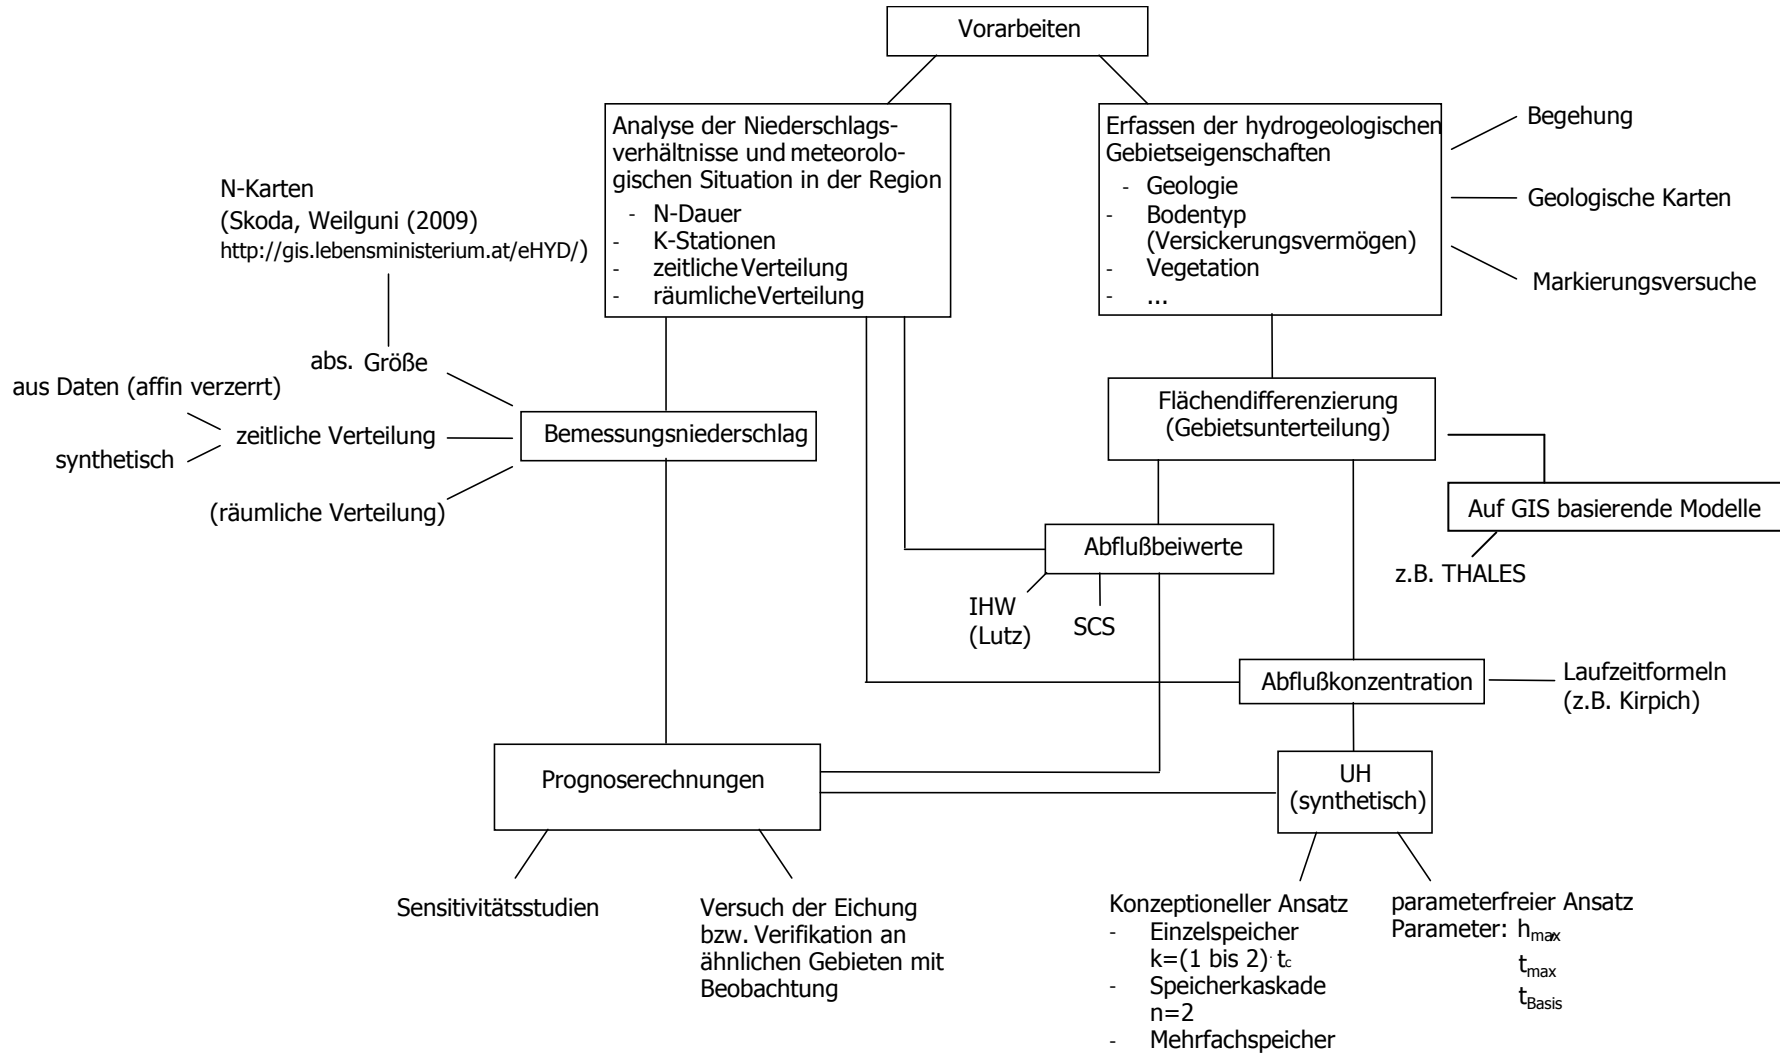 Vorarbeiten
Analyse der Niederschlags-
verhältnisse und meteorolo-
gischen Situation in der Region
- N-Dauer
- K-Stationen
- zeitliche Verteilung
- räumliche Verteilung
Erfassen der hydrogeologischen
Gebietseigenschaften
- Geologie
- Bodentyp
(Versickerungsvermögen)
- Vegetation
- ...
Begehung
Geologische Karten
Markierungsversuche
N-Karten
(Skoda, Weilguni (2009)
http://gis.lebensministerium.at/eHYD/)
abs. Größe
aus Daten (affin verzerrt)
zeitliche Verteilung
synthetisch
(räumliche Verteilung)
Bemessungsniederschlag
Flächendifferenzierung
(Gebietsunterteilung)
Auf GIS basierende Modelle
z.B. THALES
Abflußbeiwerte
IHW
(Lutz)
SCS
Abflußkonzentration
Laufzeitformeln
(z.B. Kirpich)
Prognoserechnungen
UH
(synthetisch)
Sensitivitätsstudien
Versuch der Eichung
bzw. Verifikation an
ähnlichen Gebieten mit
Beobachtung
Konzeptioneller Ansatz
- Einzelspeicher
k=(1 bis 2)· tc
- Speicherkaskade
n=2
- Mehrfachspeicher
parameterfreier Ansatz
Parameter: hmax
tmax
tBasis